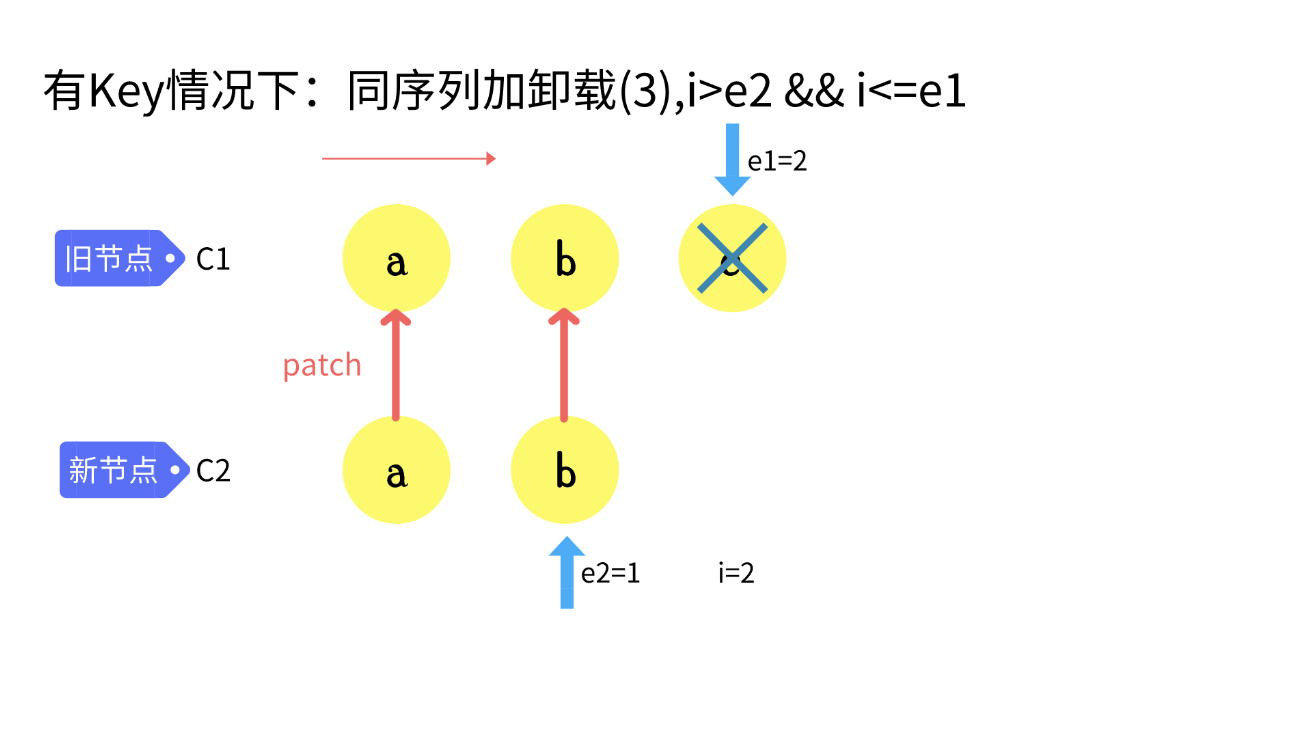 有Key情况下：同序列加卸载(3),i>e2 && i<=e1
e1=2
旧节点 C1
a b
patch
新节点 C2
a b
e2=1 i=2